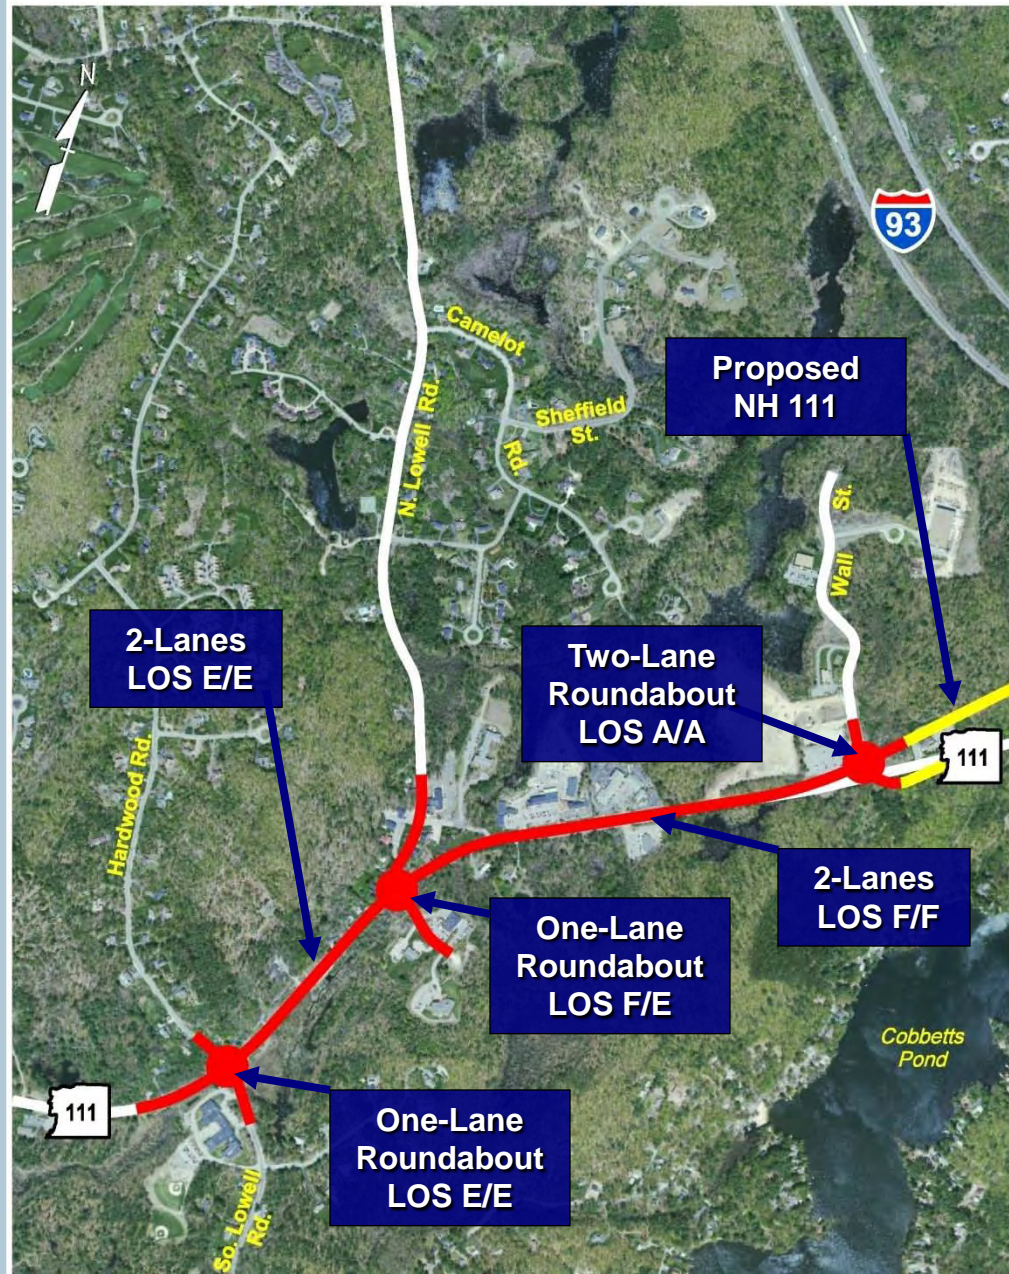 N
93
Camelot
Rd.
Sheffield
St.
N. Lowell Rd.
Proposed
NH 111
Wall
St.
2-Lanes
LOS E/E
Two-Lane
Roundabout
LOS A/A
111
Hardwood Rd.
2-Lanes
LOS F/F
One-Lane
Roundabout
LOS F/E
Cobbetts
Pond
111
One-Lane
Roundabout
LOS E/E
So. Lowell
Rd.